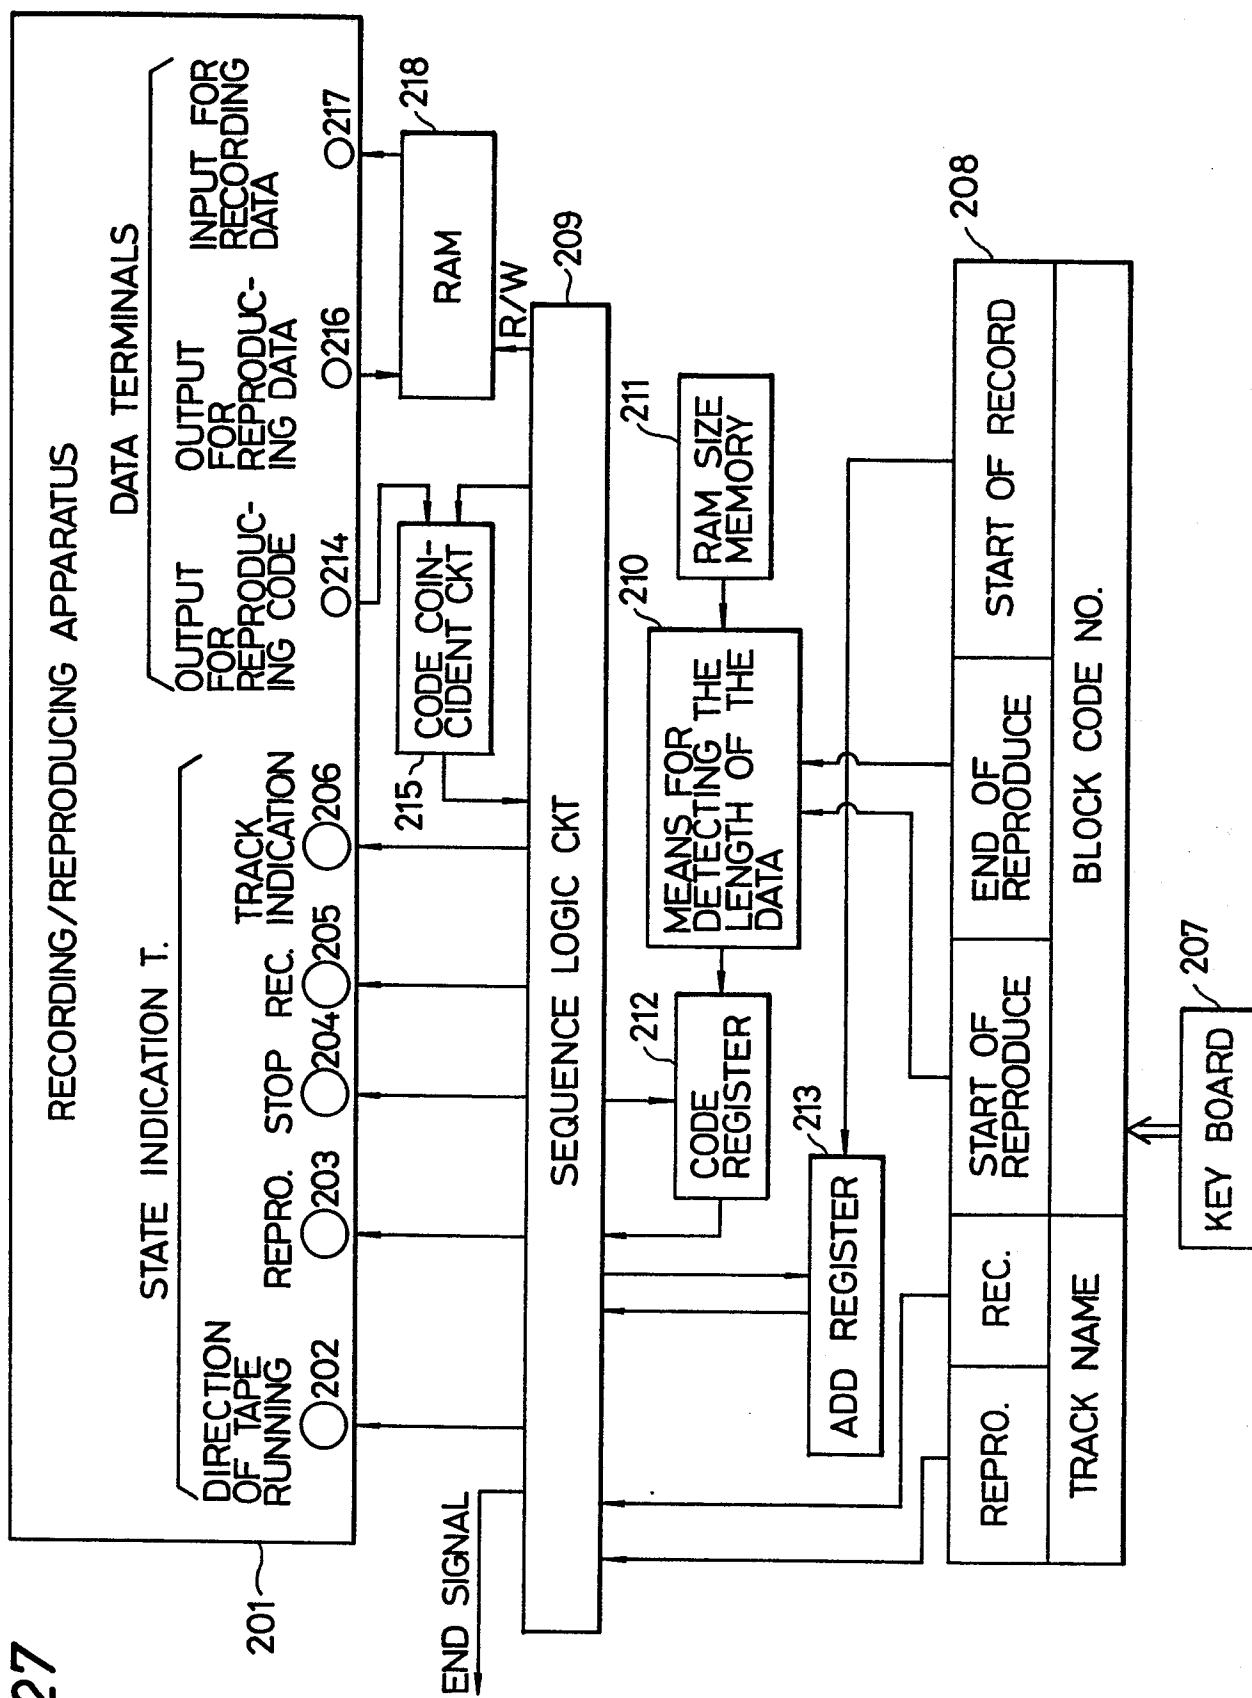 27
RECORDING/REPRODUCING APPARATUS
STATE INDICATION T.
DATA TERMINALS
DIRECTION
OF TAPE
RUNNING
REPRO.
STOP
REC.
TRACK
INDICATION
OUTPUT
FOR
REPRODUC-
ING CODE
OUTPUT
FOR
REPRODUC-
ING DATA
INPUT FOR
RECORDING
DATA
201
202
203
204
205
206
214
216
217
215
CODE COIN-
CIDENT CKT
RAM
218
END SIGNAL
R/W
SEQUENCE LOGIC CKT
209
212
CODE
REGISTER
210
MEANS FOR
DETECTING THE
LENGTH OF THE
DATA
211
RAM SIZE
MEMORY
213
ADD REGISTER
208
REPRO.
REC.
START OF
REPRODUCE
END OF
REPRODUCE
START OF RECORD
TRACK NAME
BLOCK CODE NO.
207
KEY BOARD